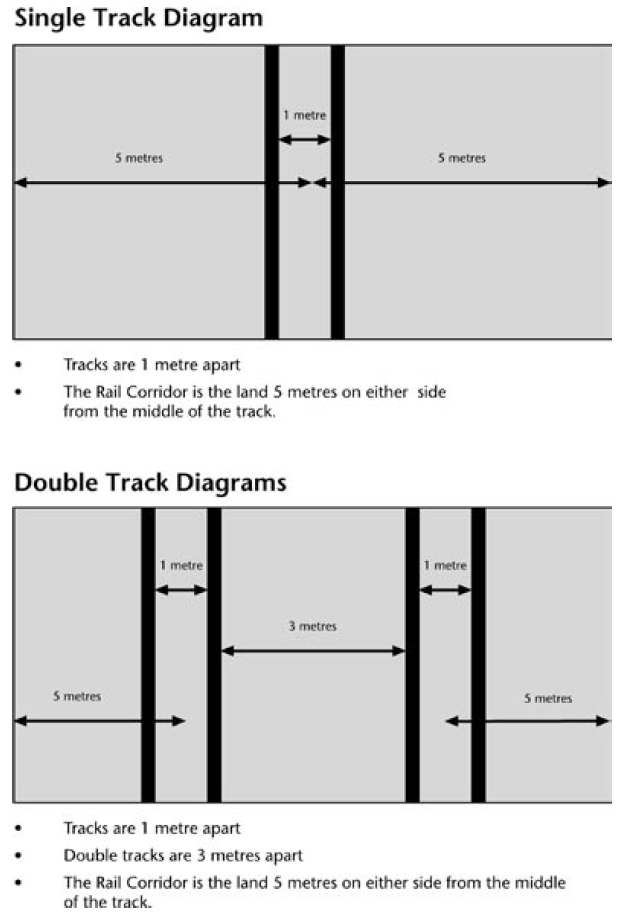 Single Track Diagram
1 metre
5 metres
5 metres
• Tracks are 1 metre apart
• The Rail Corridor is the land 5 metres on either side
from the middle of the track.
Double Track Diagrams
1 metre
1 metre
3 metres
5 metres
5 metres
• Tracks are 1 metre apart
• Double tracks are 3 metres apart
• The Rail Corridor is the land 5 metres on either side from the middle
of the track.